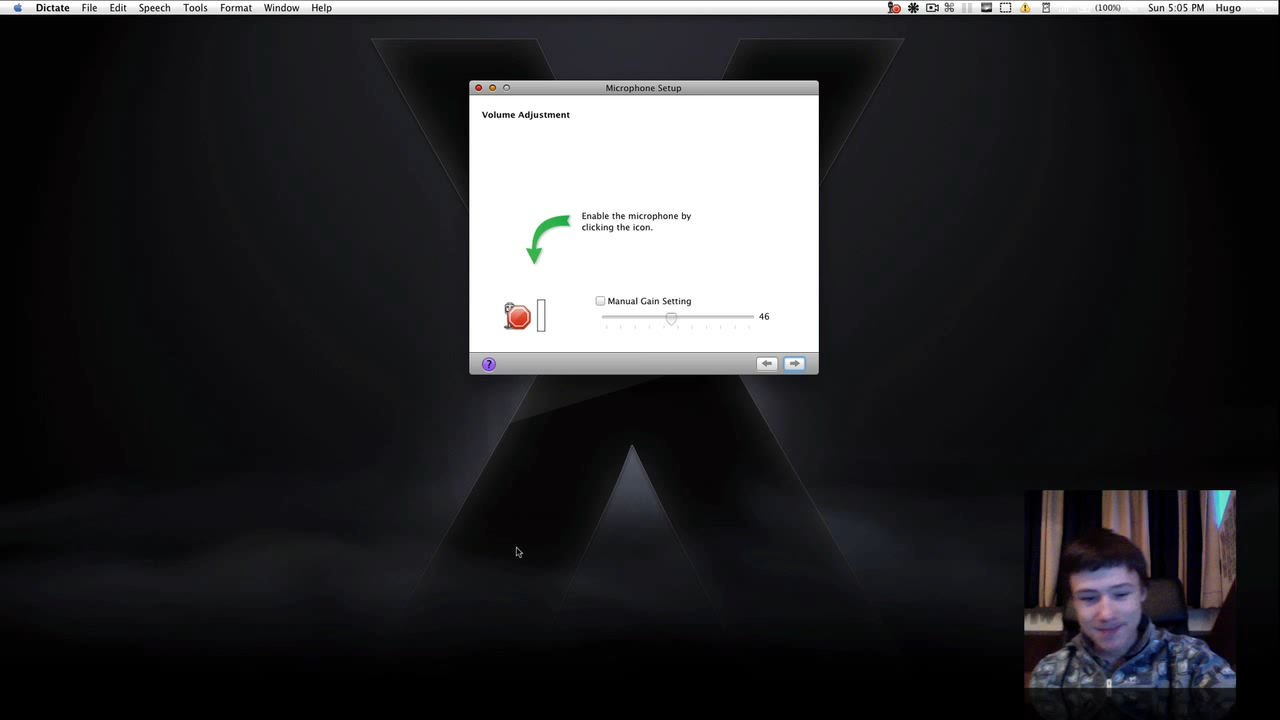 Dictate File Edit Speech Tools Format Window Help (100%) Sun 5:05 PM Hugo
Microphone Setup
Volume Adjustment
Enable the microphone by
clicking the icon.
Manual Gain Setting
46
?